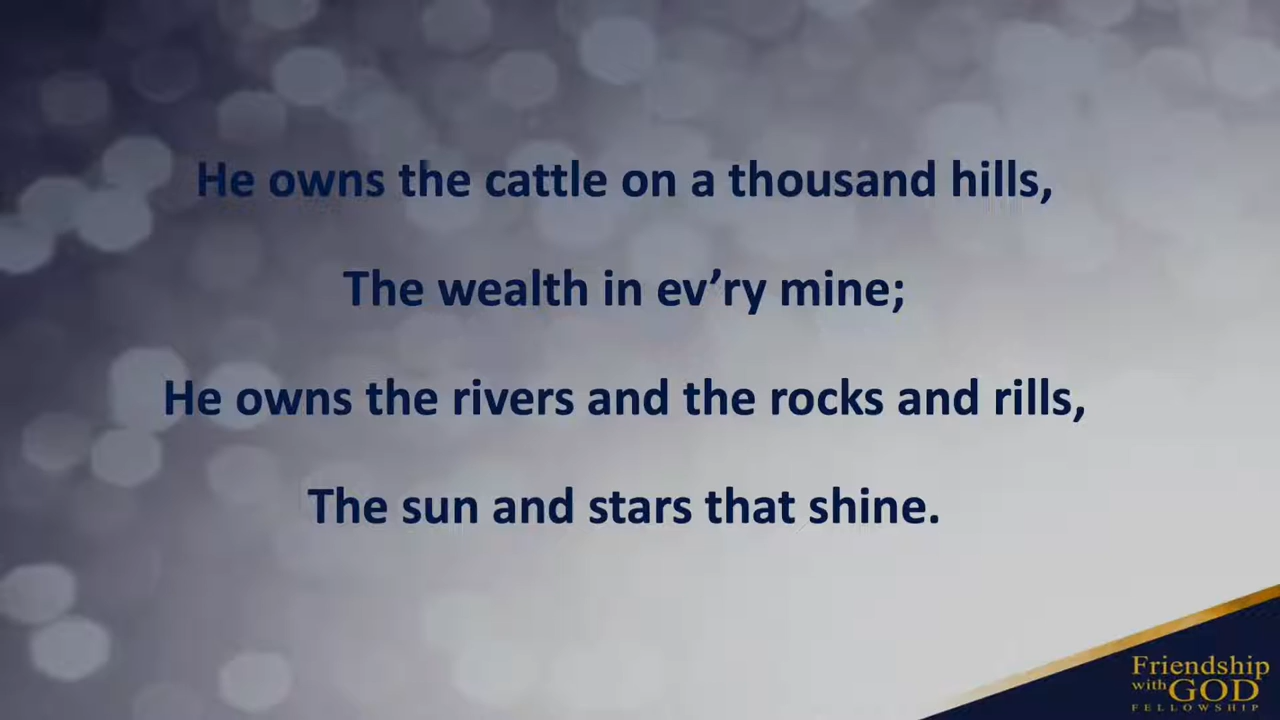 He owns the cattle on a thousand hills,
The wealth in ev’ry mine;
He owns the rivers and the rocks and rills,
The sun and stars that shine.
Friendship
with GOD
FELLOWSHIP